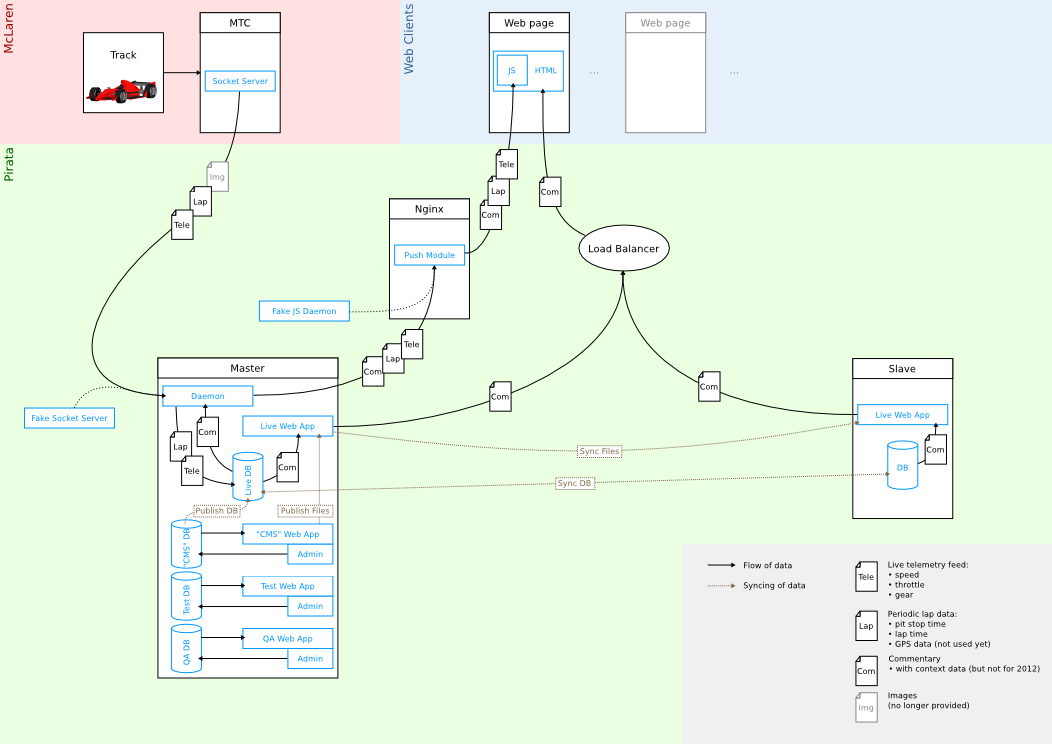 McLaren
MTC
Track
Socket Server
Web Clients
Web page
JS
HTML
...
Web page
...
Pirata
Img
Lap
Tele
Tele
Lap
Com
Com
Nginx
Push Module
Load Balancer
Fake JS Daemon
Tele
Lap
Com
Master
Daemon
Fake Socket Server
Com
Lap
Tele
Live Web App
Com
Live DB
Com
Com
Slave
Live Web App
Com
DB
Sync Files
Sync DB
Publish DB
Publish Files
"CMS" DB
"CMS" Web App
Admin
Test DB
Test Web App
Admin
QA DB
QA Web App
Admin
Flow of data
Syncing of data
Tele
Live telemetry feed:
• speed
• throttle
• gear
Lap
Periodic lap data:
• pit stop time
• lap time
• GPS data (not used yet)
Com
Commentary
• with context data (but not for 2012)
Img
Images
(no longer provided)